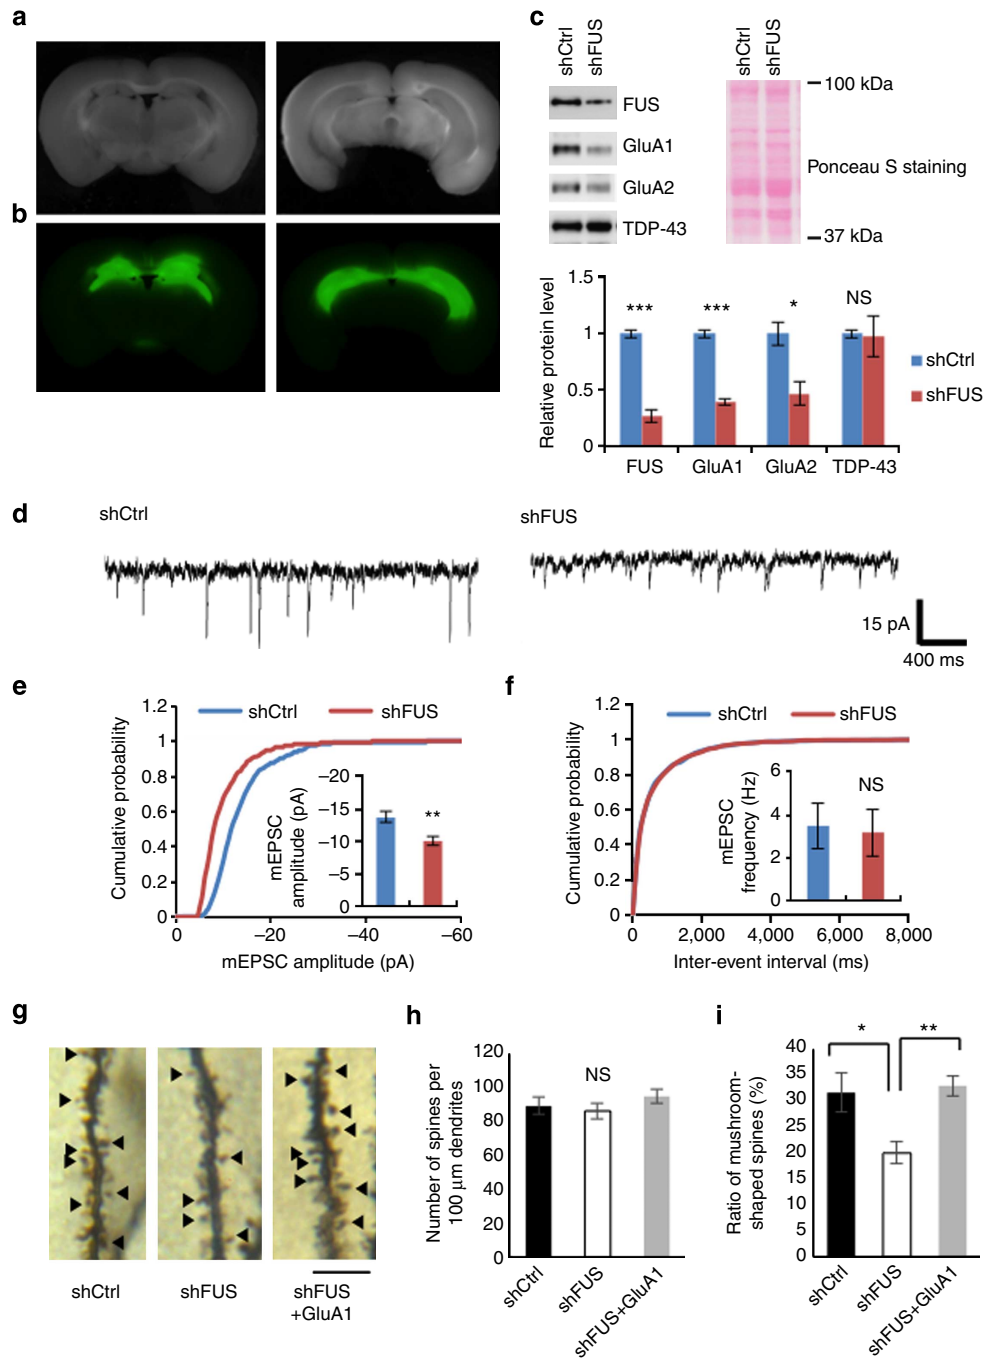 a
b
c
shCtrl
shFUS
FUS
GluA1
GluA2
TDP-43
shCtrl
shFUS
100 kDa
Ponceau S staining
37 kDa
Relative protein level
1.5
1
0.5
0
***
***
*
NS
FUS
GluA1
GluA2
TDP-43
shCtrl
shFUS
d
shCtrl
shFUS
15 pA
400 ms
e
Cumulative probability
1.2
1
0.8
0.6
0.4
0.2
0
shCtrl
shFUS
mEPSC
amplitude (pA)
–20
–15
–10
–5
0
**
0
–20
–40
–60
mEPSC amplitude (pA)
f
Cumulative probability
1.2
1
0.8
0.6
0.4
0.2
0
shCtrl
shFUS
mEPSC
frequency (Hz)
6
4
2
0
NS
0
2,000
4,000
6,000
8,000
Inter-event interval (ms)
g
shCtrl
shFUS
shFUS
+GluA1
h
Number of spines per
100 µm dendrites
120
100
80
60
40
20
0
NS
shCtrl
shFUS
shFUS+GluA1
i
Ratio of mushroom-
shaped spines (%)
40
35
30
25
20
15
10
5
0
*
**
shCtrl
shFUS
shFUS+GluA1